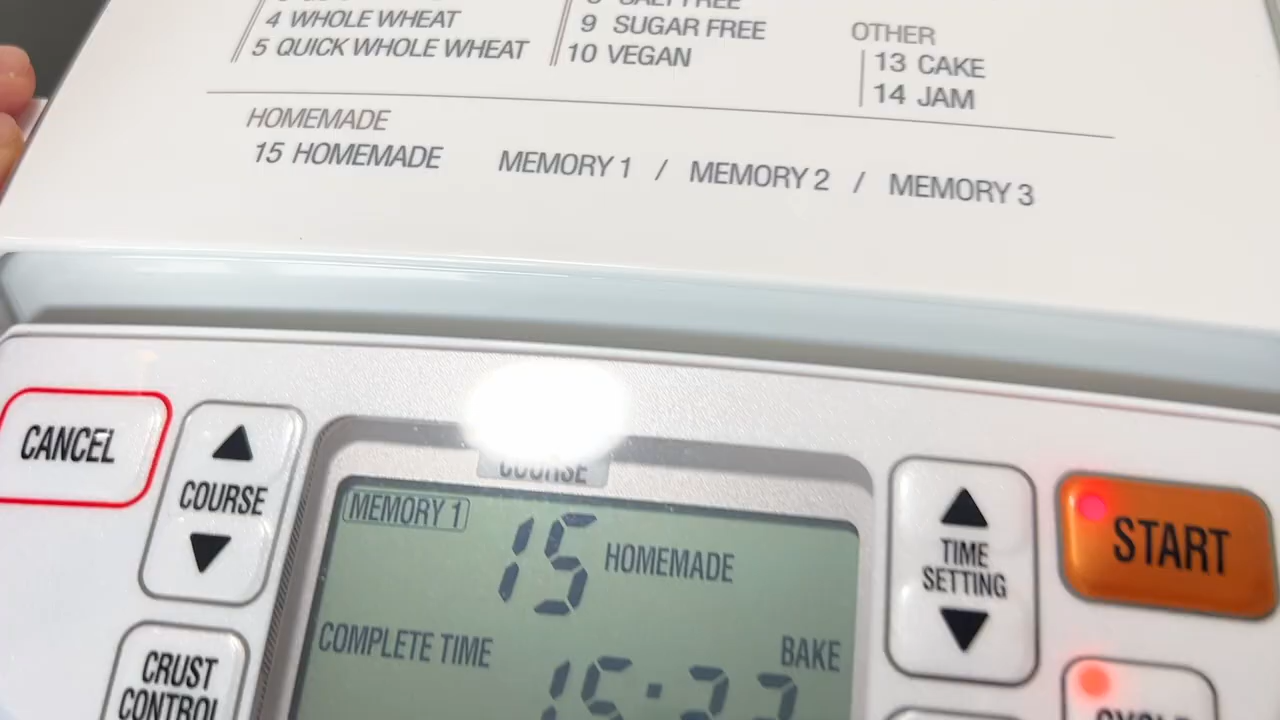 4 WHOLE WHEAT
5 QUICK WHOLE WHEAT
9 SUGAR FREE
10 VEGAN
OTHER
13 CAKE
14 JAM
HOMEMADE
15 HOMEMADE MEMORY 1 / MEMORY 2 / MEMORY 3
CANCEL
▲
COURSE
▼
CRUST
CONTROL
COURSE
MEMORY 1
15 HOMEMADE
COMPLETE TIME
BAKE
▲
TIME
SETTING
▼
START